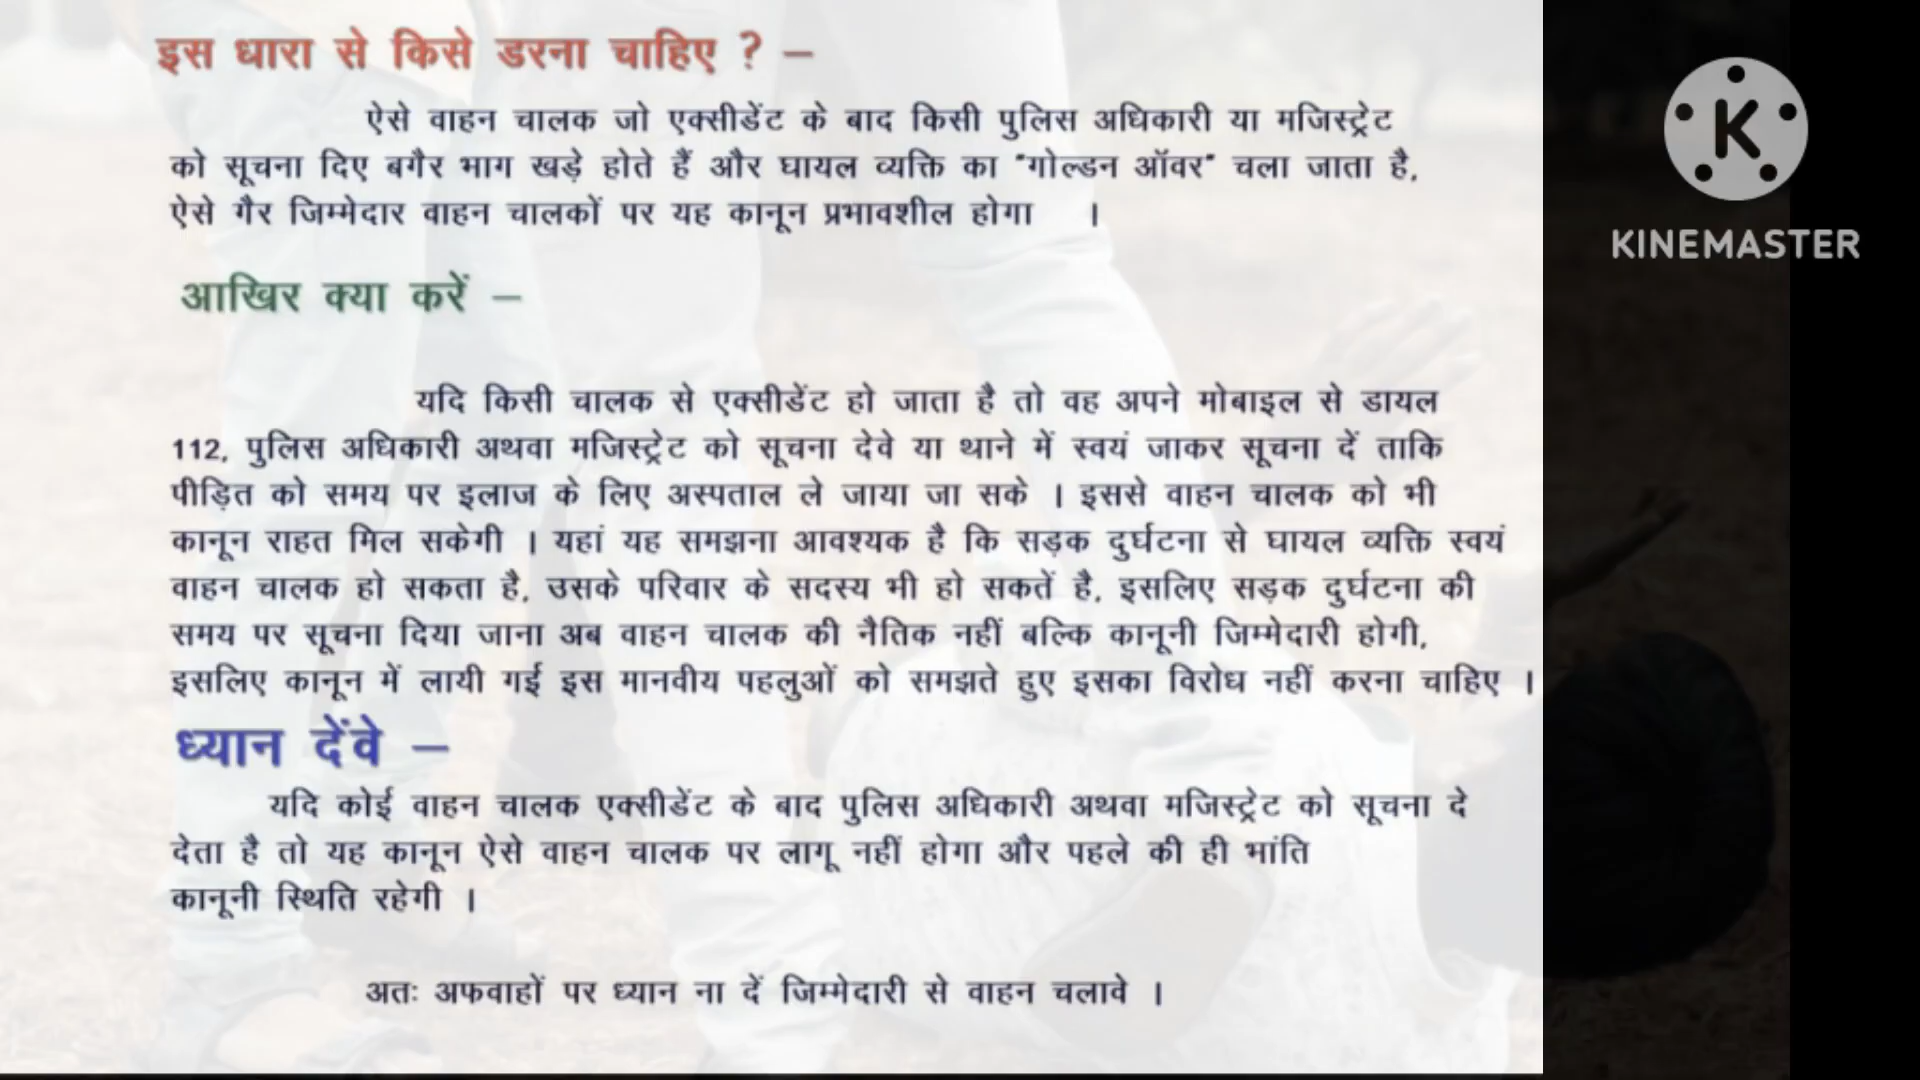 इस धारा से किसे डरना चाहिए ? –
ऐसे वाहन चालक जो एक्सीडेंट के बाद किसी पुलिस अधिकारी या मजिस्ट्रेट
को सूचना दिए बगैर भाग खड़े होते हैं और घायल व्यक्ति का "गोल्डन ऑवर" चला जाता है,
ऐसे गैर जिम्मेदार वाहन चालकों पर यह कानून प्रभावशील होगा ।
आखिर क्या करें –
यदि किसी चालक से एक्सीडेंट हो जाता है तो वह अपने मोबाइल से डायल
112, पुलिस अधिकारी अथवा मजिस्ट्रेट को सूचना देवे या थाने में स्वयं जाकर सूचना दें ताकि
पीड़ित को समय पर इलाज के लिए अस्पताल ले जाया जा सके । इससे वाहन चालक को भी
कानून राहत मिल सकेगी । यहां यह समझना आवश्यक है कि सड़क दुर्घटना से घायल व्यक्ति स्वयं
वाहन चालक हो सकता है, उसके परिवार के सदस्य भी हो सकतें है, इसलिए सड़क दुर्घटना की
समय पर सूचना दिया जाना अब वाहन चालक की नैतिक नहीं बल्कि कानूनी जिम्मेदारी होगी,
इसलिए कानून में लायी गई इस मानवीय पहलुओं को समझते हुए इसका विरोध नहीं करना चाहिए ।
ध्यान देंवे –
यदि कोई वाहन चालक एक्सीडेंट के बाद पुलिस अधिकारी अथवा मजिस्ट्रेट को सूचना दे
देता है तो यह कानून ऐसे वाहन चालक पर लागू नहीं होगा और पहले की ही भांति
कानूनी स्थिति रहेगी ।
अतः अफवाहों पर ध्यान ना दें जिम्मेदारी से वाहन चलावे ।
K
KINEMASTER